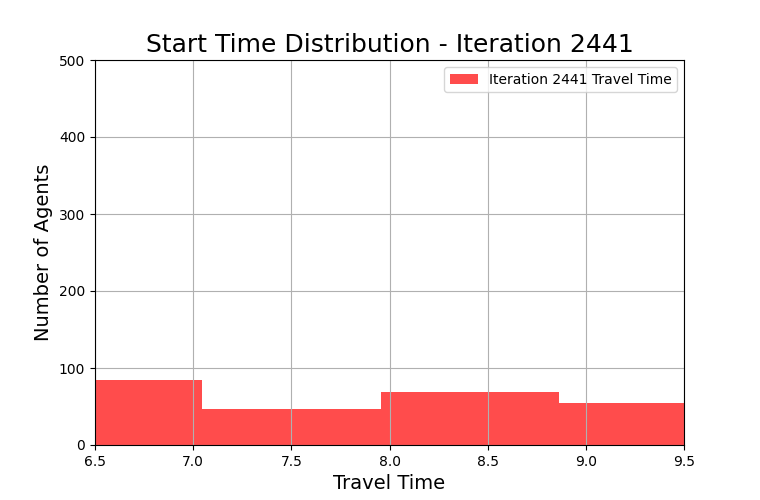 Start Time Distribution - Iteration 2441
Iteration 2441 Travel Time
Number of Agents
500
400
300
200
100
0
6.5 7.0 7.5 8.0 8.5 9.0 9.5
Travel Time